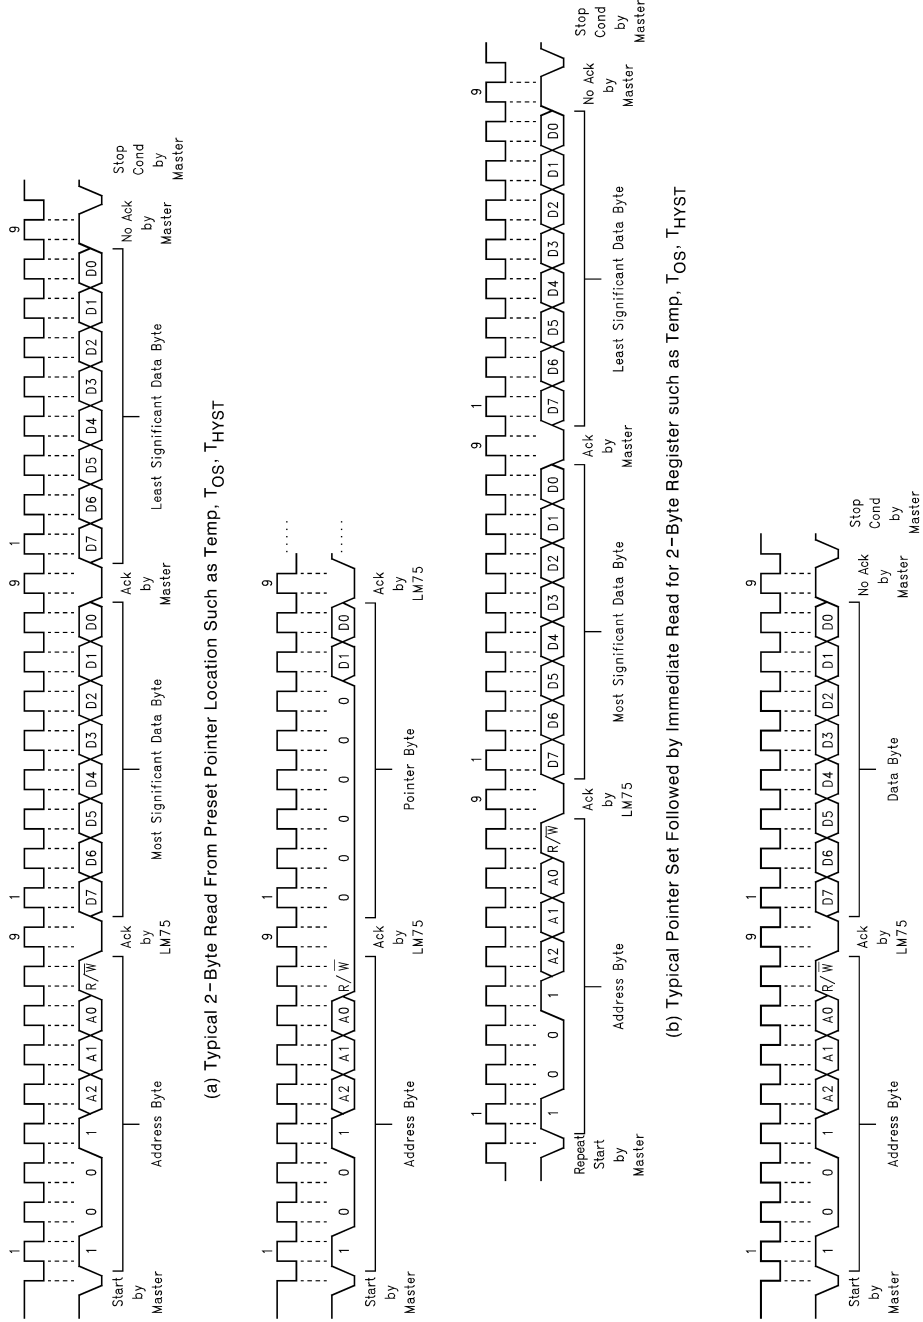 1 9 1 9 1 9
1 0 0 1 A2 A1 A0 R/W̅ D7 D6 D5 D4 D3 D2 D1 D0 D7 D6 D5 D4 D3 D2 D1 D0
Start
by
Master
Address Byte
Ack
by
LM75
Most Significant Data Byte
Ack
by
Master
Least Significant Data Byte
No Ack
by
Master
Stop
Cond
by
Master
(a) Typical 2−Byte Read From Preset Pointer Location Such as Temp, TOS, THYST
1 9 1 9 .....
1 0 0 1 A2 A1 A0 R/W̅ 0 0 0 0 0 0 D1 D0 .....
Start
by
Master
Address Byte
Ack
by
LM75
Pointer Byte
Ack
by
LM75
1 9 1 9 1 9
1 0 0 1 A2 A1 A0 R/W̅ D7 D6 D5 D4 D3 D2 D1 D0 D7 D6 D5 D4 D3 D2 D1 D0
Repeat
Start
by
Master
Address Byte
Ack
by
LM75
Most Significant Data Byte
Ack
by
Master
Least Significant Data Byte
No Ack
by
Master
Stop
Cond
by
Master
(b) Typical Pointer Set Followed by Immediate Read for 2−Byte Register such as Temp, TOS, THYST
1 9 1 9
1 0 0 1 A2 A1 A0 R/W̅ D7 D6 D5 D4 D3 D2 D1 D0
Start
by
Master
Address Byte
Ack
by
LM75
Data Byte
No Ack
by
Master
Stop
Cond
by
Master